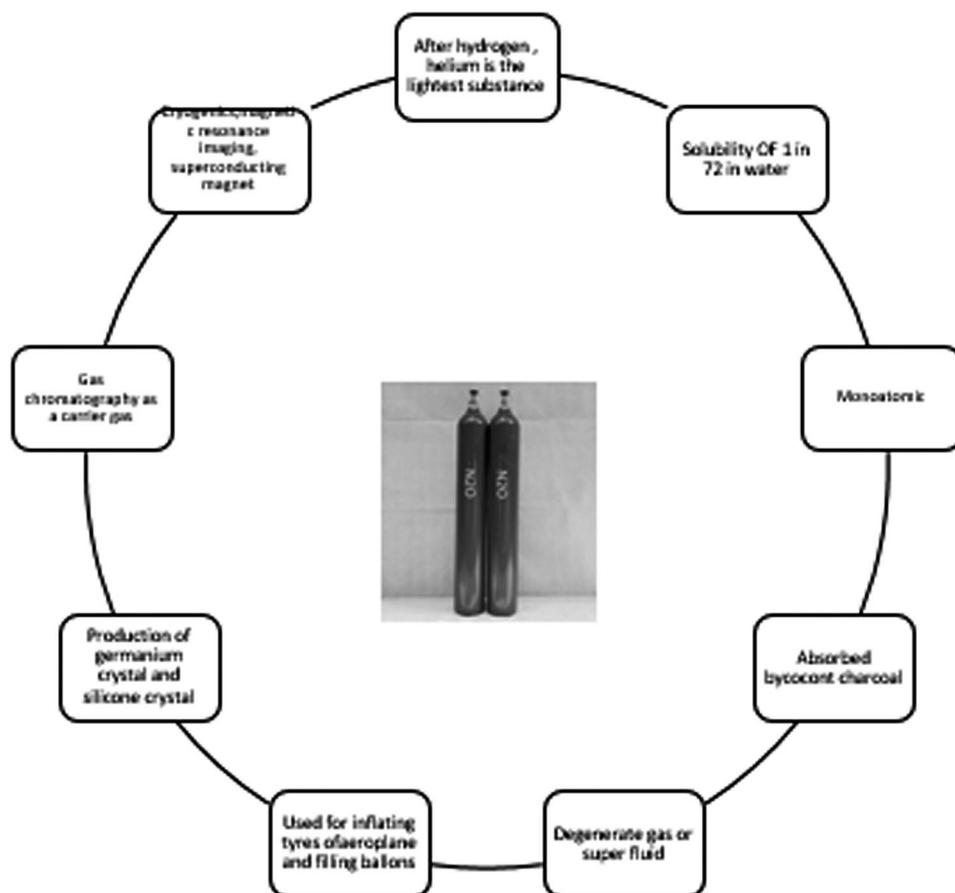 After hydrogen ,
helium is the
lightest substance
Solubility OF 1 in
72 in water
Monoatomic
Absorbed
bycocont charcoal
Degenerate gas or
super fluid
Used for inflating
tyres ofaeroplane
and filling ballons
Production of
germanium
crystal and
silicone crystal
Gas
chromatography as
a carrier gas
Cryogenics,magneti
c resonance
imaging,
superconducting
magnet
N2O
N2O